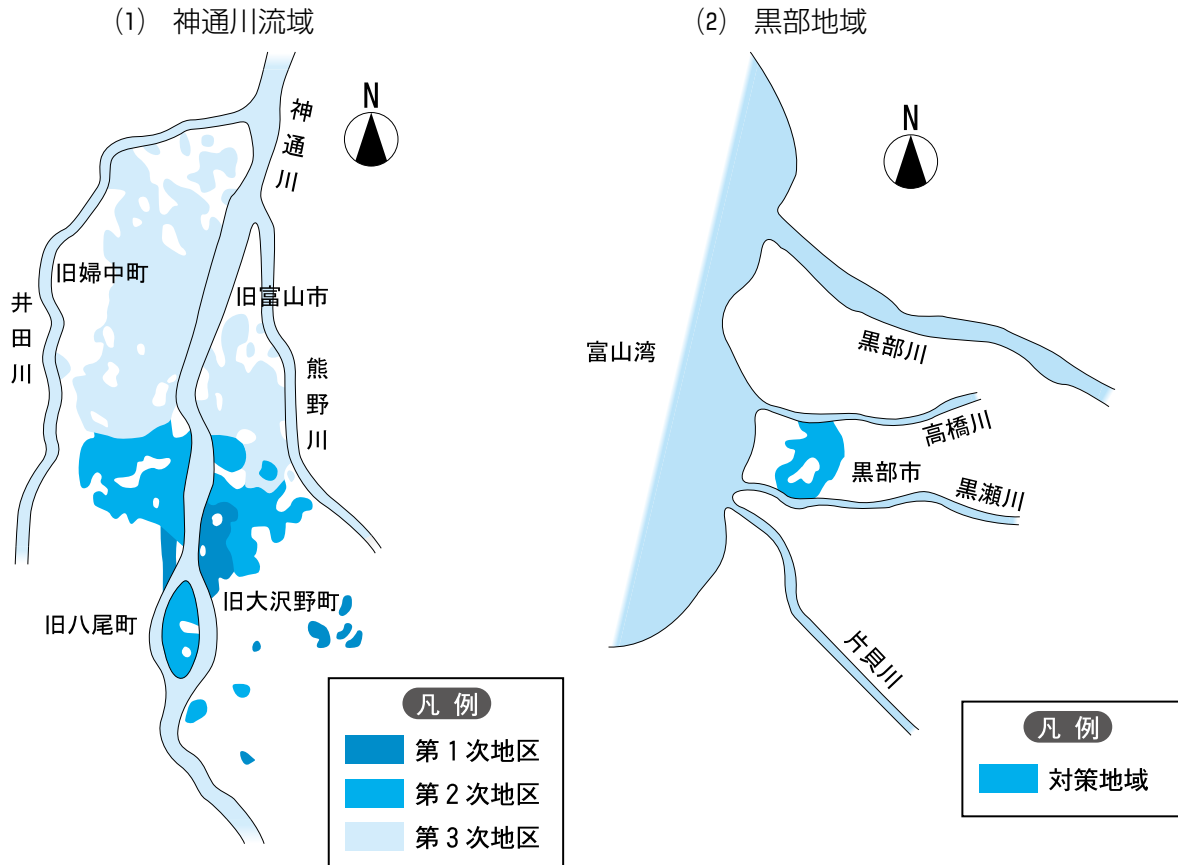 ⑴ 神通川流域
N
神通川
旧婦中町
井田川
旧富山市
熊野川
旧八尾町
旧大沢野町
凡 例
第1次地区
第2次地区
第3次地区
⑵ 黒部地域
N
富山湾
黒部川
高橋川
黒部市
黒瀬川
片貝川
凡 例
対策地域